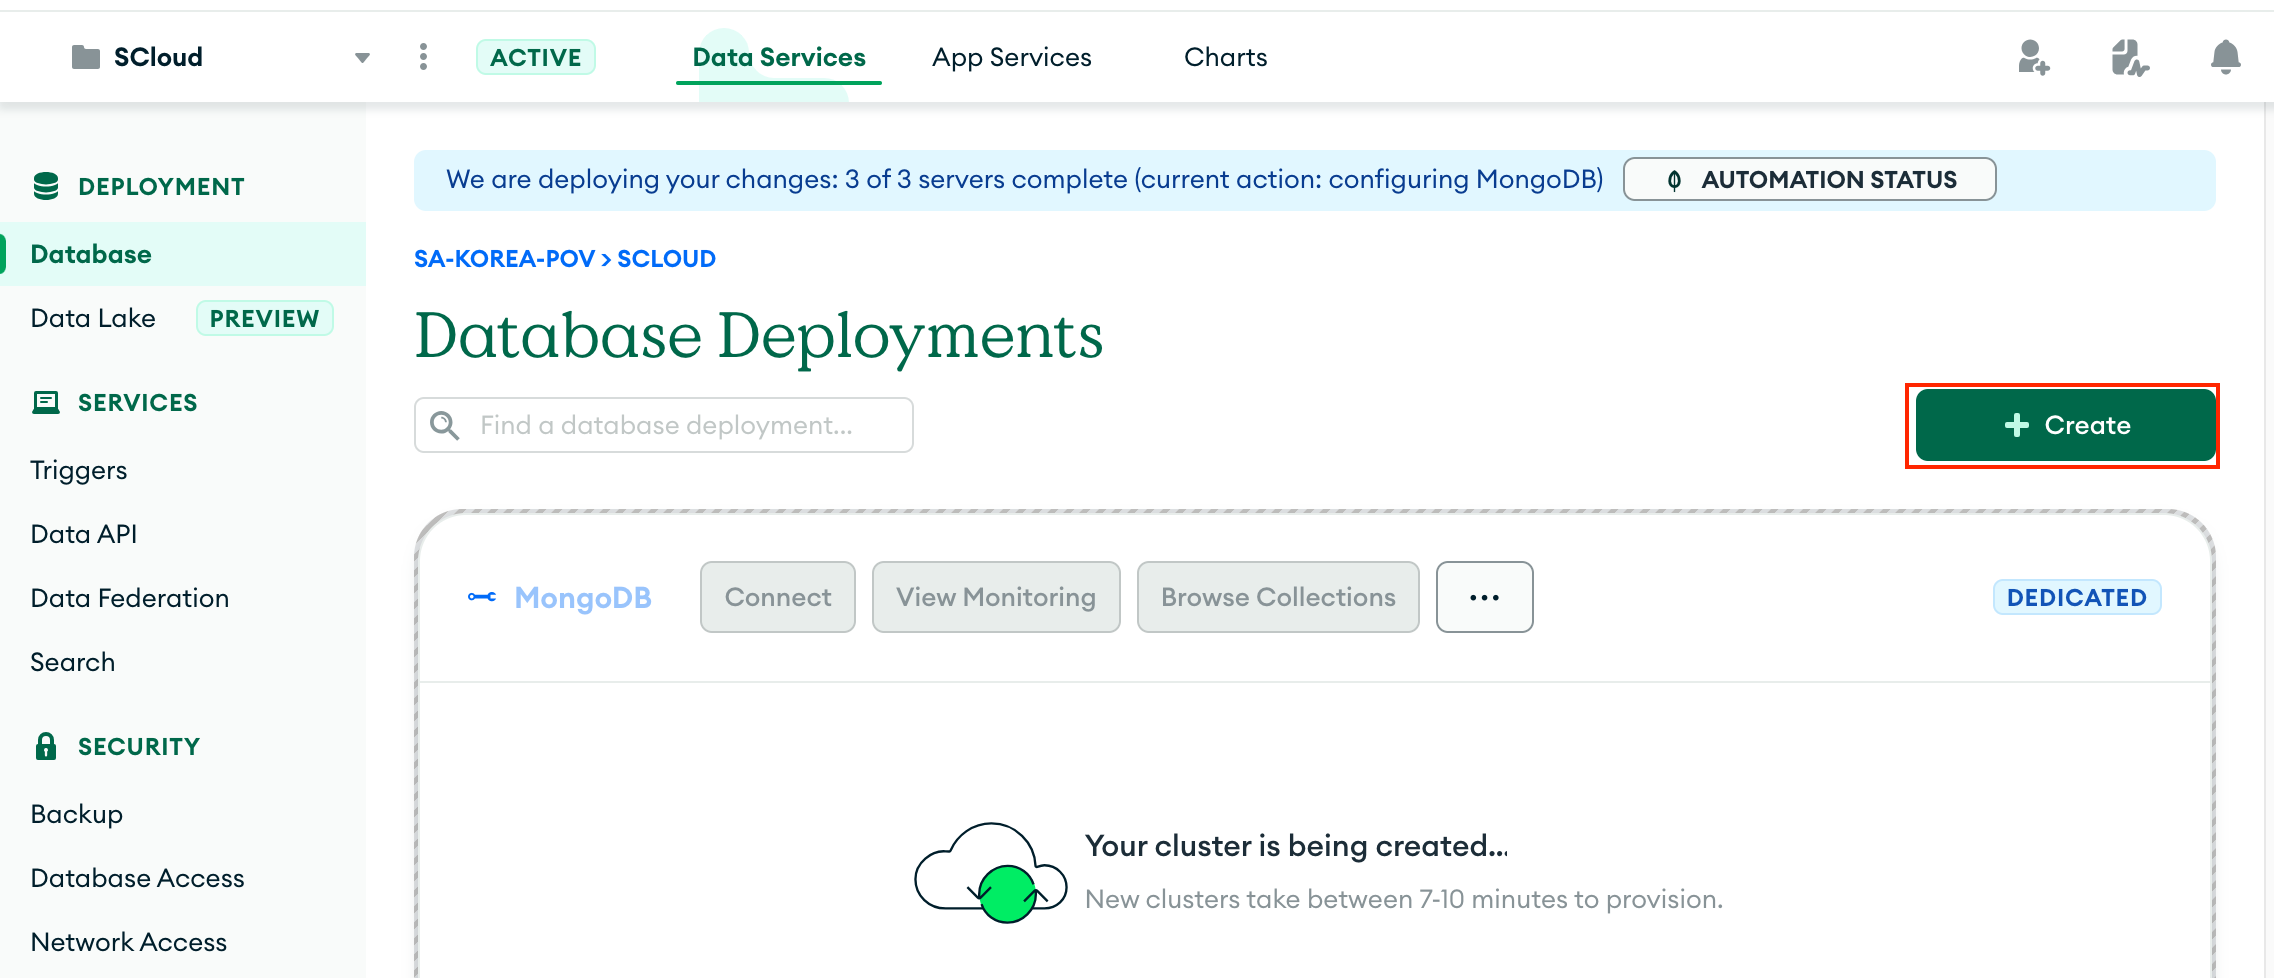 SCloud
ACTIVE
Data Services
App Services
Charts
DEPLOYMENT
Database
Data Lake PREVIEW
SERVICES
Triggers
Data API
Data Federation
Search
SECURITY
Backup
Database Access
Network Access
We are deploying your changes: 3 of 3 servers complete (current action: configuring MongoDB) AUTOMATION STATUS
SA-KOREA-POV > SCLOUD
Database Deployments
Find a database deployment...
+ Create
MongoDB Connect View Monitoring Browse Collections ... DEDICATED
Your cluster is being created...
New clusters take between 7-10 minutes to provision.